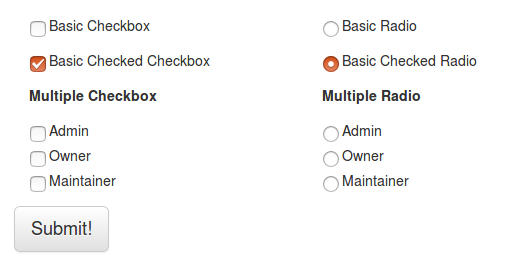 Basic Checkbox
Basic Radio
Basic Checked Checkbox
Basic Checked Radio
Multiple Checkbox
Multiple Radio
Admin
Admin
Owner
Owner
Maintainer
Maintainer
Submit!